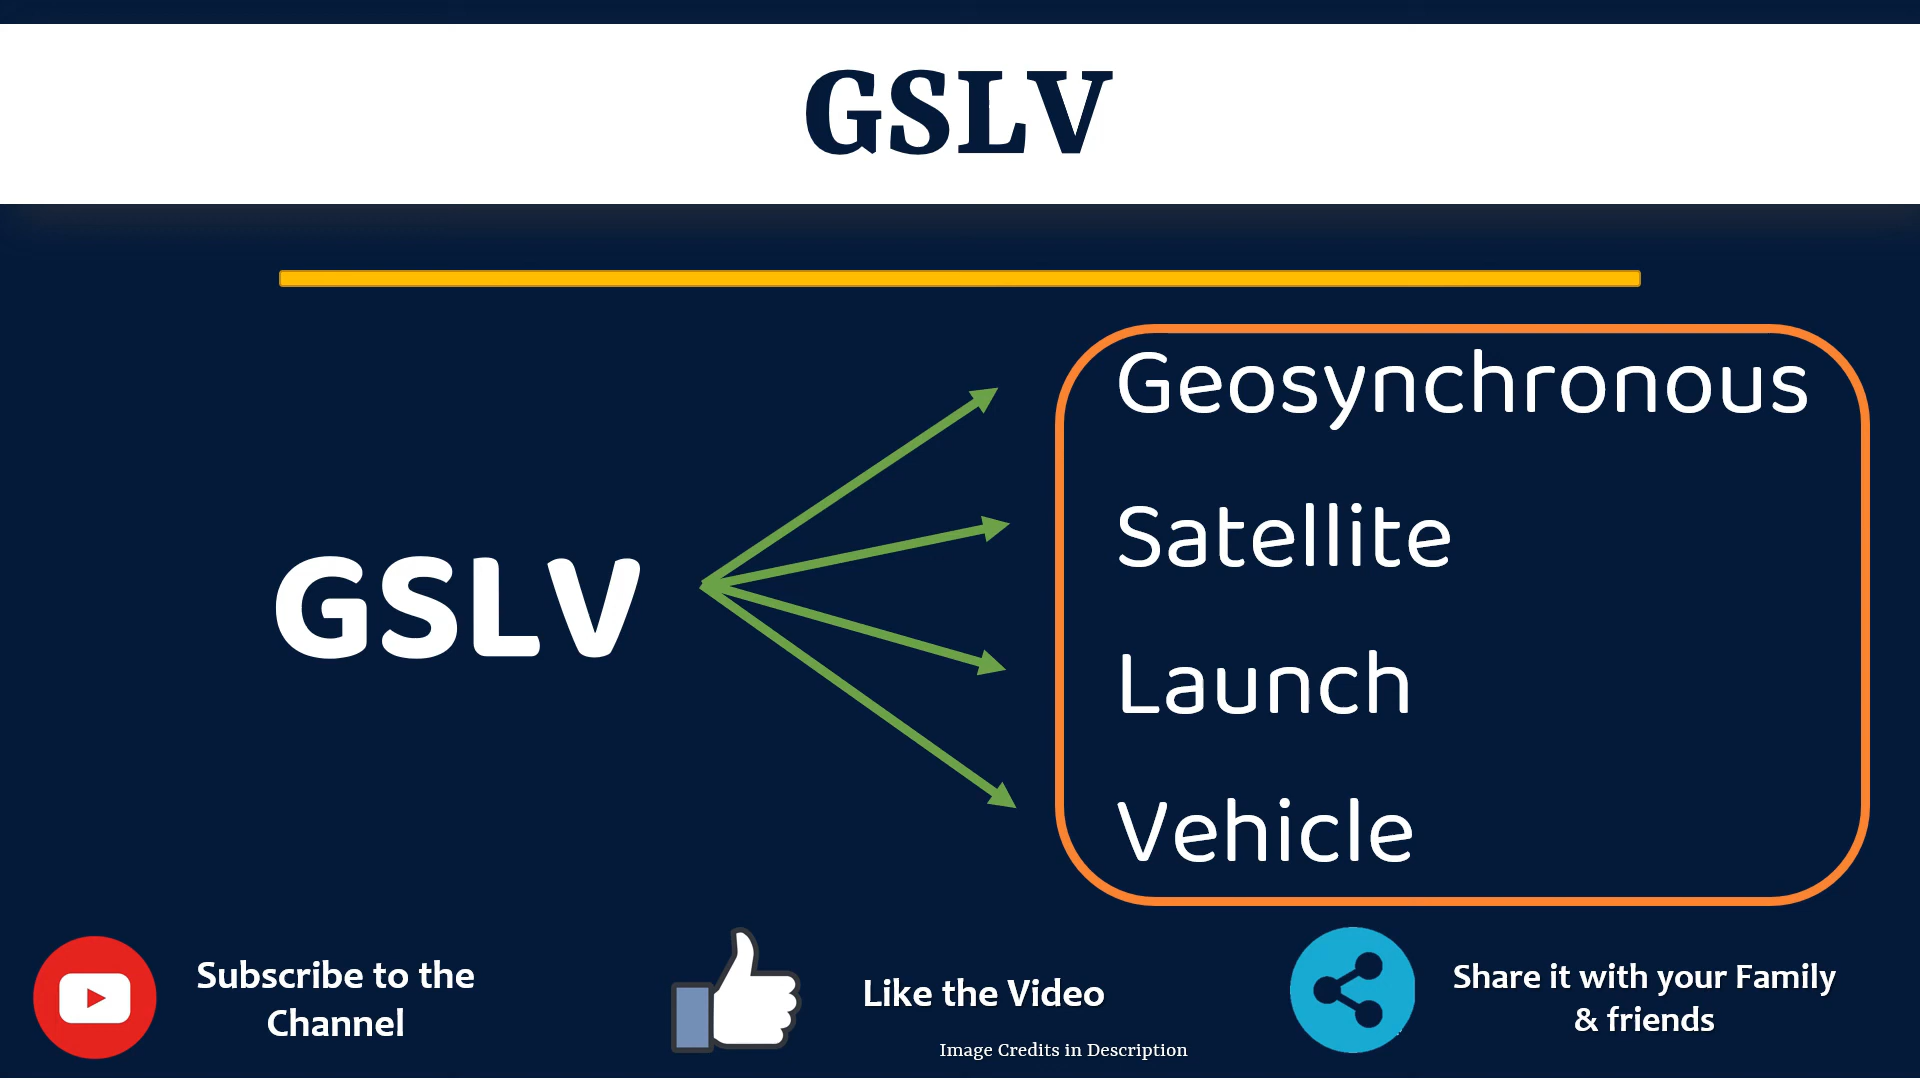 GSLV
GSLV
Geosynchronous
Satellite
Launch
Vehicle
Subscribe to the
Channel
Like the Video
Share it with your Family
& friends
Image Credits in Description